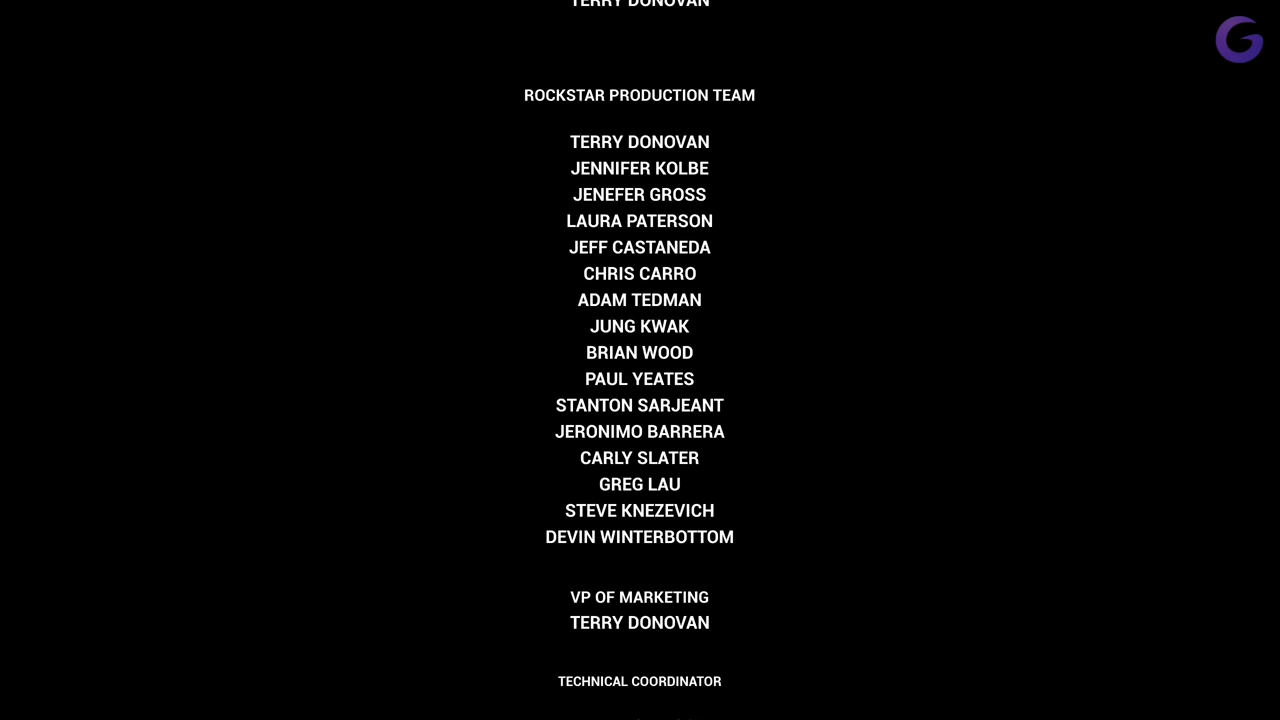 TERRY DONOVAN
ROCKSTAR PRODUCTION TEAM
TERRY DONOVAN
JENNIFER KOLBE
JENEFER GROSS
LAURA PATERSON
JEFF CASTANEDA
CHRIS CARRO
ADAM TEDMAN
JUNG KWAK
BRIAN WOOD
PAUL YEATES
STANTON SARJEANT
JERONIMO BARRERA
CARLY SLATER
GREG LAU
STEVE KNEZEVICH
DEVIN WINTERBOTTOM
VP OF MARKETING
TERRY DONOVAN
TECHNICAL COORDINATOR